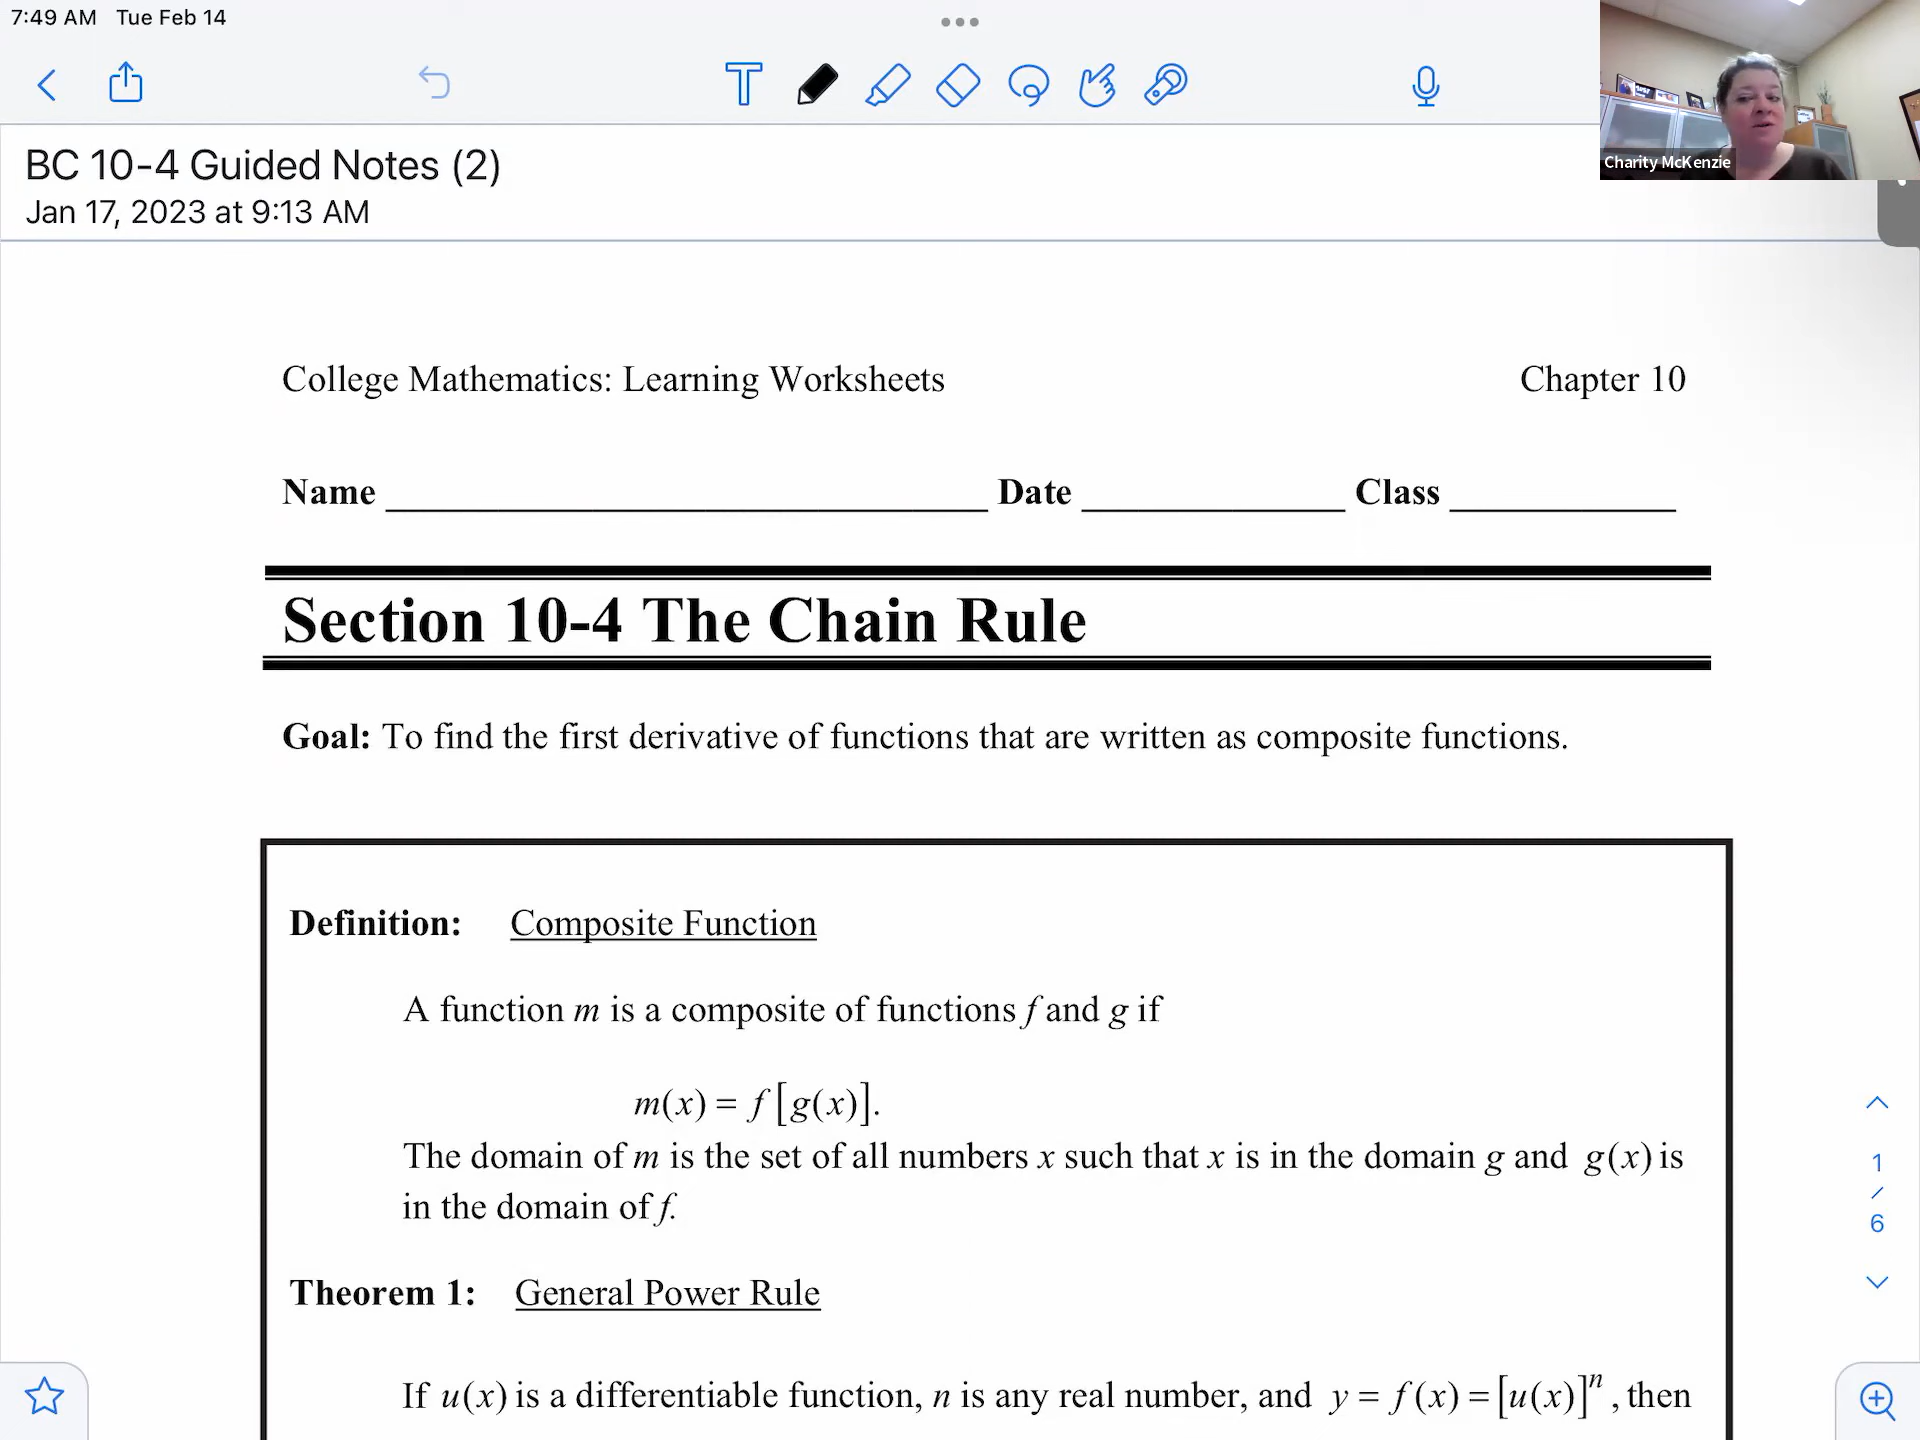 7:49 AM Tue Feb 14
Charity McKenzie
BC 10-4 Guided Notes (2)
Jan 17, 2023 at 9:13 AM
College Mathematics: Learning Worksheets Chapter 10
Name Date Class
Section 10-4 The Chain Rule
Goal: To find the first derivative of functions that are written as composite functions.
Definition: Composite Function
A function m is a composite of functions f and g if
m(x) = f[g(x)].
The domain of m is the set of all numbers x such that x is in the domain g and g(x) is
in the domain of f.
Theorem 1: General Power Rule
If u(x) is a differentiable function, n is any real number, and y = f(x) = [u(x)]ⁿ, then
1
/
6